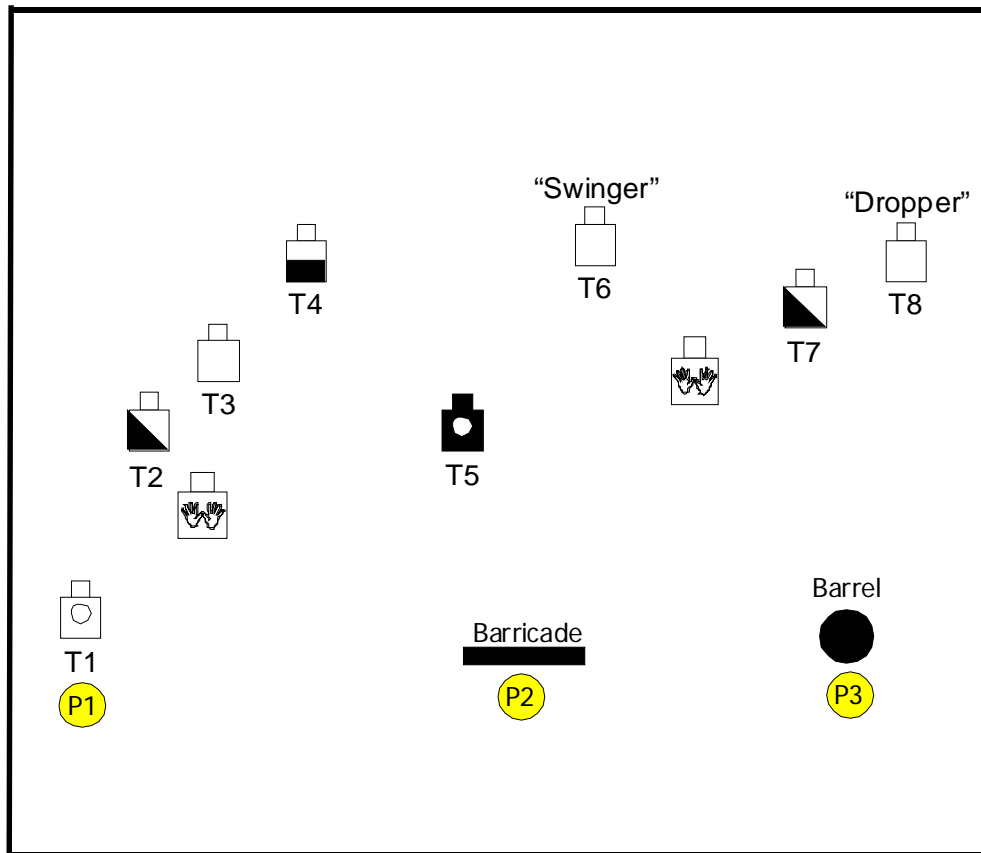 “Swinger”
“Dropper”
T4
T6
T8
T7
T3
T2
T5
Barrel
Barricade
T1
P1
P2
P3